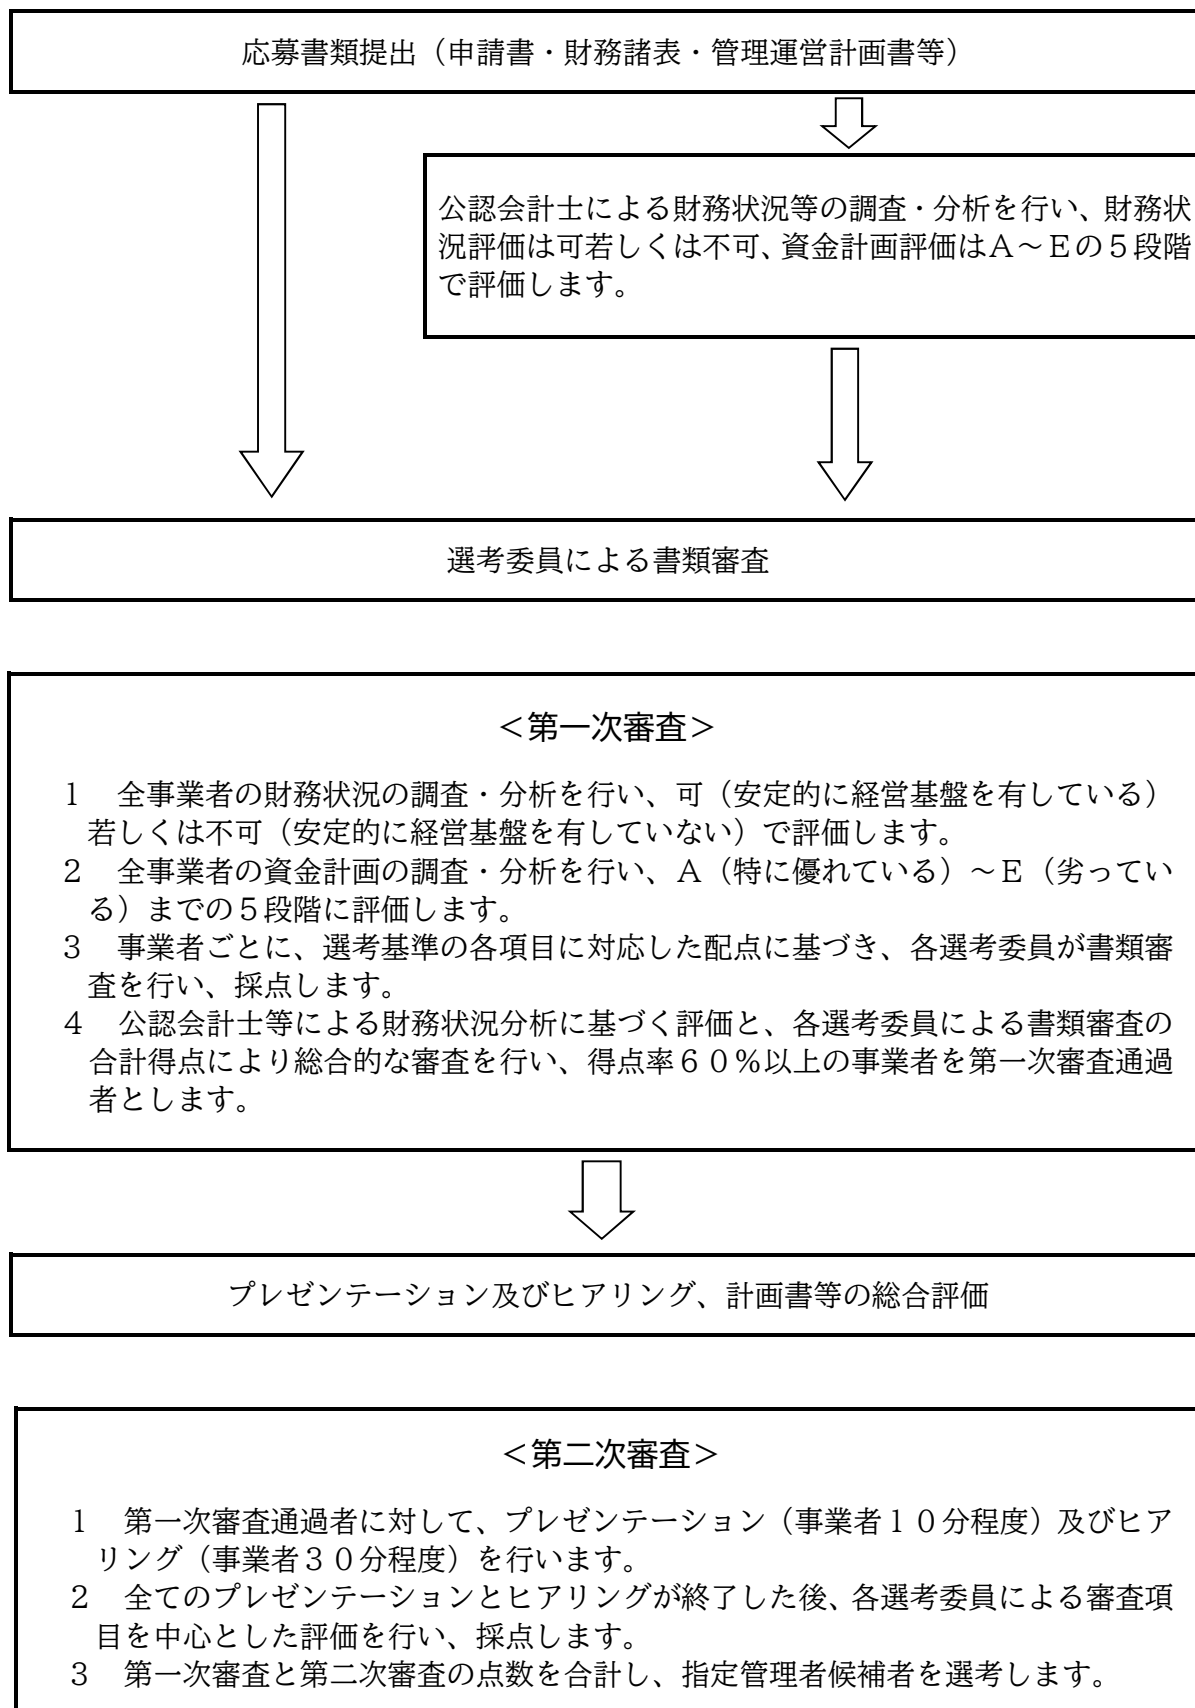 応募書類提出（申請書・財務諸表・管理運営計画書等）
公認会計士による財務状況等の調査・分析を行い、財務状
況評価は可若しくは不可、資金計画評価はＡ～Ｅの５段階
で評価します。
選考委員による書類審査
＜第一次審査＞
１　全事業者の財務状況の調査・分析を行い、可（安定的に経営基盤を有している）
若しくは不可（安定的に経営基盤を有していない）で評価します。
２　全事業者の資金計画の調査・分析を行い、Ａ（特に優れている）～Ｅ（劣ってい
る）までの５段階に評価します。
３　事業者ごとに、選考基準の各項目に対応した配点に基づき、各選考委員が書類審
査を行い、採点します。
４　公認会計士等による財務状況分析に基づく評価と、各選考委員による書類審査の
合計得点により総合的な審査を行い、得点率６０％以上の事業者を第一次審査通過
者とします。
プレゼンテーション及びヒアリング、計画書等の総合評価
＜第二次審査＞
１　第一次審査通過者に対して、プレゼンテーション（事業者１０分程度）及びヒア
リング（事業者３０分程度）を行います。
２　全てのプレゼンテーションとヒアリングが終了した後、各選考委員による審査項
目を中心とした評価を行い、採点します。
３　第一次審査と第二次審査の点数を合計し、指定管理者候補者を選考します。